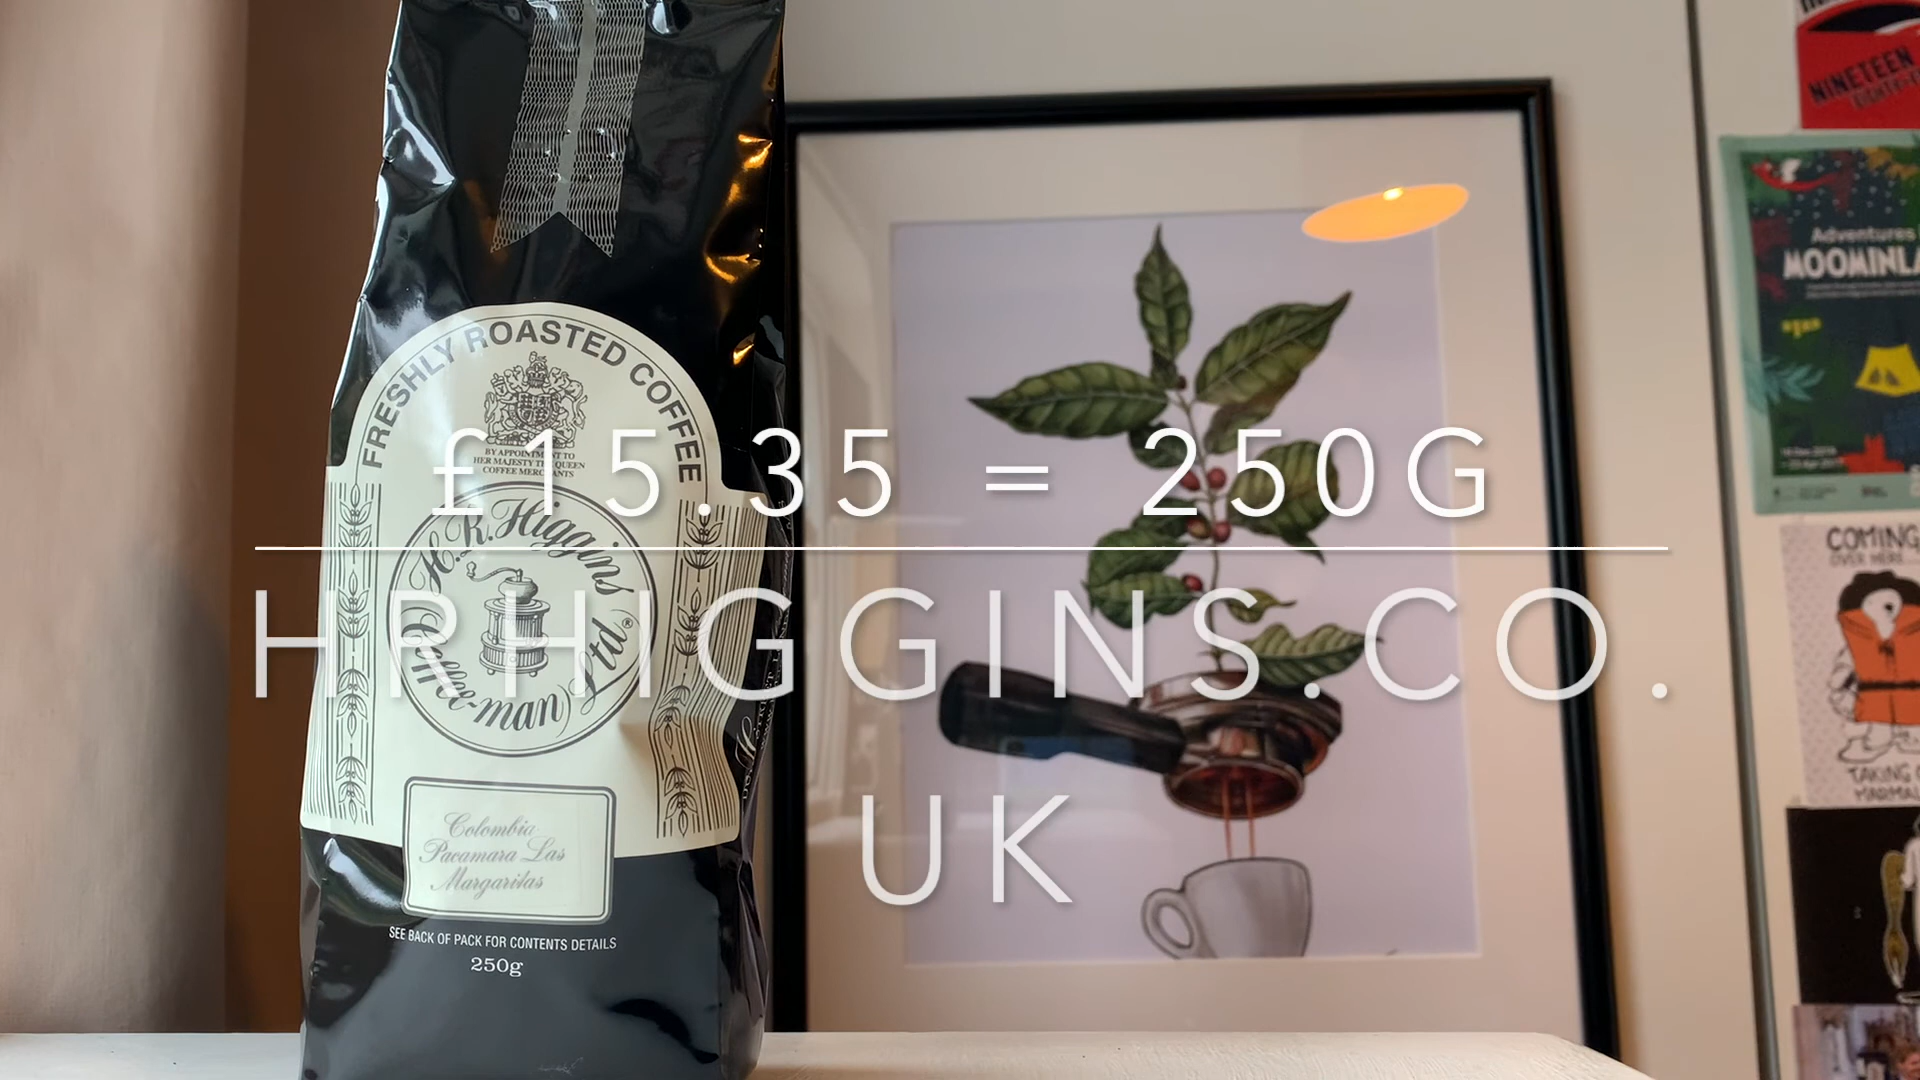 FRESHLY ROASTED COFFEE
BY APPOINTMENT TO
HER MAJESTY THE QUEEN
COFFEE MERCHANTS
H.R. Higgins
Coffee-man Ltd®
Colombia
Pacamara Las
Margaritas
SEE BACK OF PACK FOR CONTENTS DETAILS
250g
£15.35 = 250G
HRHIGGINS.CO.
UK
NINETEEN
Adventures
COMING
OVER HERE...
TAKING